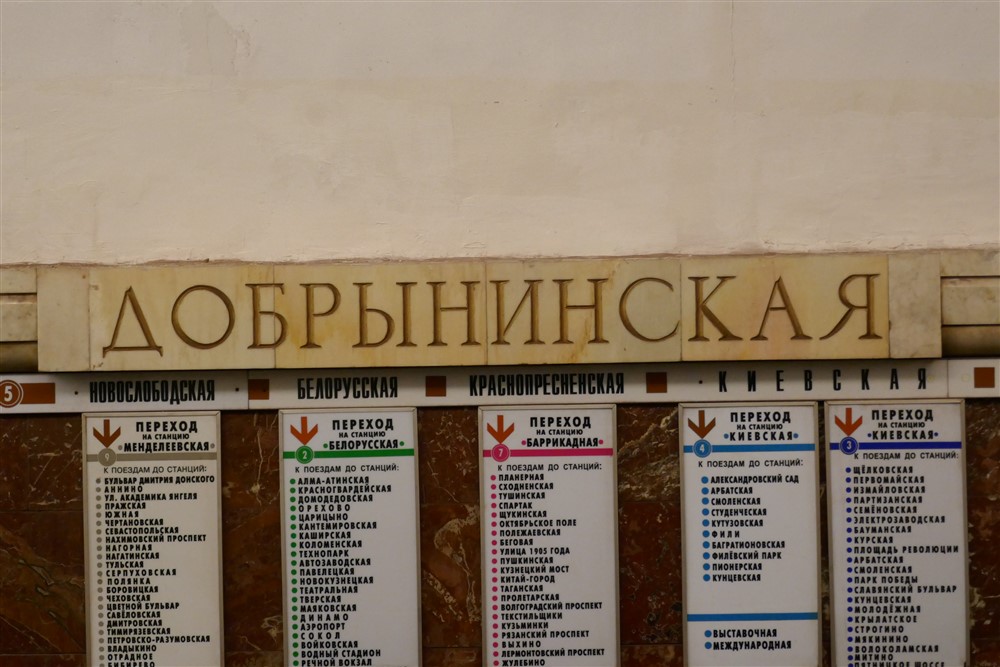 ДОБРЫНИНСКАЯ
5 НОВОСЛОБОДСКАЯ БЕЛОРУССКАЯ КРАСНОПРЕСНЕНСКАЯ КИЕВСКАЯ
ПЕРЕХОД
НА СТАНЦИЮ
"МЕНДЕЛЕЕВСКАЯ"
9
К ПОЕЗДАМ ДО СТАНЦИЙ:
БУЛЬВАР ДМИТРИЯ ДОНСКОГО
АННИНО
УЛ. АКАДЕМИКА ЯНГЕЛЯ
ПРАЖСКАЯ
ЮЖНАЯ
ЧЕРТАНОВСКАЯ
СЕВАСТОПОЛЬСКАЯ
НАХИМОВСКИЙ ПРОСПЕКТ
НАГОРНАЯ
НАГАТИНСКАЯ
ТУЛЬСКАЯ
СЕРПУХОВСКАЯ
ПОЛЯНКА
БОРОВИЦКАЯ
ЧЕХОВСКАЯ
ЦВЕТНОЙ БУЛЬВАР
САВЁЛОВСКАЯ
ДМИТРОВСКАЯ
ТИМИРЯЗЕВСКАЯ
ПЕТРОВСКО-РАЗУМОВСКАЯ
ВЛАДЫКИНО
ОТРАДНОЕ
БИБИРЕВО
ПЕРЕХОД
НА СТАНЦИЮ
"БЕЛОРУССКАЯ"
2
К ПОЕЗДАМ ДО СТАНЦИЙ:
АЛМА-АТИНСКАЯ
КРАСНОГВАРДЕЙСКАЯ
ДОМОДЕДОВСКАЯ
ОРЕХОВО
ЦАРИЦЫНО
КАНТЕМИРОВСКАЯ
КАШИРСКАЯ
КОЛОМЕНСКАЯ
ТЕХНОПАРК
АВТОЗАВОДСКАЯ
ПАВЕЛЕЦКАЯ
НОВОКУЗНЕЦКАЯ
ТЕАТРАЛЬНАЯ
ТВЕРСКАЯ
МАЯКОВСКАЯ
ДИНАМО
АЭРОПОРТ
СОКОЛ
ВОЙКОВСКАЯ
ВОДНЫЙ СТАДИОН
РЕЧНОЙ ВОКЗАЛ
ПЕРЕХОД
НА СТАНЦИЮ
"БАРРИКАДНАЯ"
7
К ПОЕЗДАМ ДО СТАНЦИЙ:
ПЛАНЕРНАЯ
СХОДНЕНСКАЯ
ТУШИНСКАЯ
СПАРТАК
ЩУКИНСКАЯ
ОКТЯБРЬСКОЕ ПОЛЕ
ПОЛЕЖАЕВСКАЯ
БЕГОВАЯ
УЛИЦА 1905 ГОДА
ПУШКИНСКАЯ
КУЗНЕЦКИЙ МОСТ
КИТАЙ-ГОРОД
ТАГАНСКАЯ
ПРОЛЕТАРСКАЯ
ВОЛГОГРАДСКИЙ ПРОСПЕКТ
ТЕКСТИЛЬЩИКИ
КУЗЬМИНКИ
РЯЗАНСКИЙ ПРОСПЕКТ
ВЫХИНО
ЛЕРМОНТОВСКИЙ ПРОСПЕКТ
ЖУЛЕБИНО
ПЕРЕХОД
НА СТАНЦИЮ
"КИЕВСКАЯ"
4
К ПОЕЗДАМ ДО СТАНЦИЙ:
АЛЕКСАНДРОВСКИЙ САД
АРБАТСКАЯ
СМОЛЕНСКАЯ
СТУДЕНЧЕСКАЯ
КУТУЗОВСКАЯ
ФИЛИ
БАГРАТИОНОВСКАЯ
ФИЛЁВСКИЙ ПАРК
ПИОНЕРСКАЯ
КУНЦЕВСКАЯ
ВЫСТАВОЧНАЯ
МЕЖДУНАРОДНАЯ
ПЕРЕХОД
НА СТАНЦИЮ
"КИЕВСКАЯ"
3
К ПОЕЗДАМ ДО СТАНЦИЙ:
ЩЁЛКОВСКАЯ
ПЕРВОМАЙСКАЯ
ИЗМАЙЛОВСКАЯ
ПАРТИЗАНСКАЯ
СЕМЁНОВСКАЯ
ЭЛЕКТРОЗАВОДСКАЯ
БАУМАНСКАЯ
КУРСКАЯ
ПЛОЩАДЬ РЕВОЛЮЦИИ
АРБАТСКАЯ
СМОЛЕНСКАЯ
ПАРК ПОБЕДЫ
СЛАВЯНСКИЙ БУЛЬВАР
КУНЦЕВСКАЯ
МОЛОДЁЖНАЯ
КРЫЛАТСКОЕ
СТРОГИНО
МЯКИНИНО
ВОЛОКОЛАМСКАЯ
МИТИНО